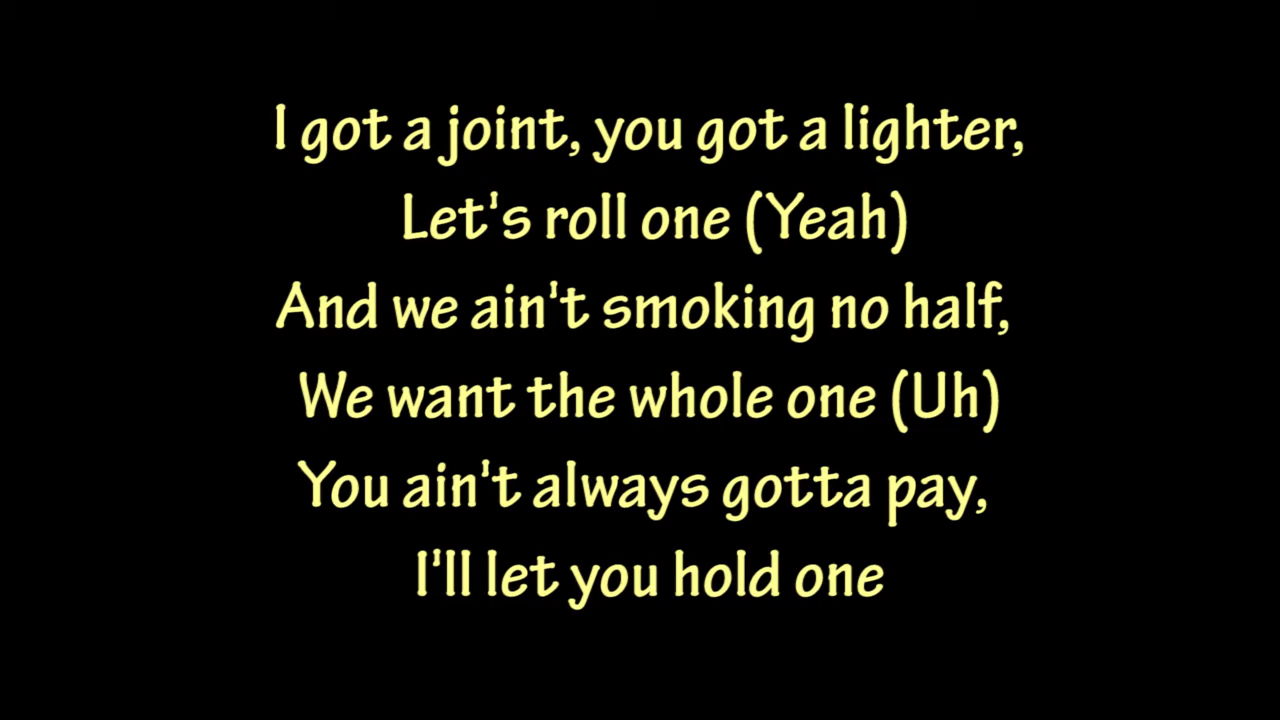 I got a joint, you got a lighter,
Let's roll one (Yeah)
And we ain't smoking no half,
We want the whole one (Uh)
You ain't always gotta pay,
I'll let you hold one